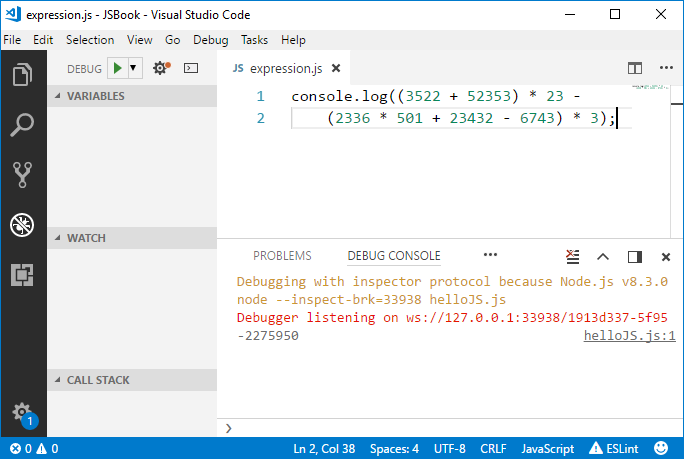 expression.js - JSBook - Visual Studio Code
File Edit Selection View Go Debug Tasks Help
DEBUG
JS expression.js
VARIABLES
1 console.log((3522 + 52353) * 23 -
2 (2336 * 501 + 23432 - 6743) * 3);
WATCH
PROBLEMS DEBUG CONSOLE
Debugging with inspector protocol because Node.js v8.3.0
node --inspect-brk=33938 helloJS.js
Debugger listening on ws://127.0.0.1:33938/1913d337-5f95
-2275950 helloJS.js:1
CALL STACK
1
0 0 Ln 2, Col 38 Spaces: 4 UTF-8 CRLF JavaScript ESLint